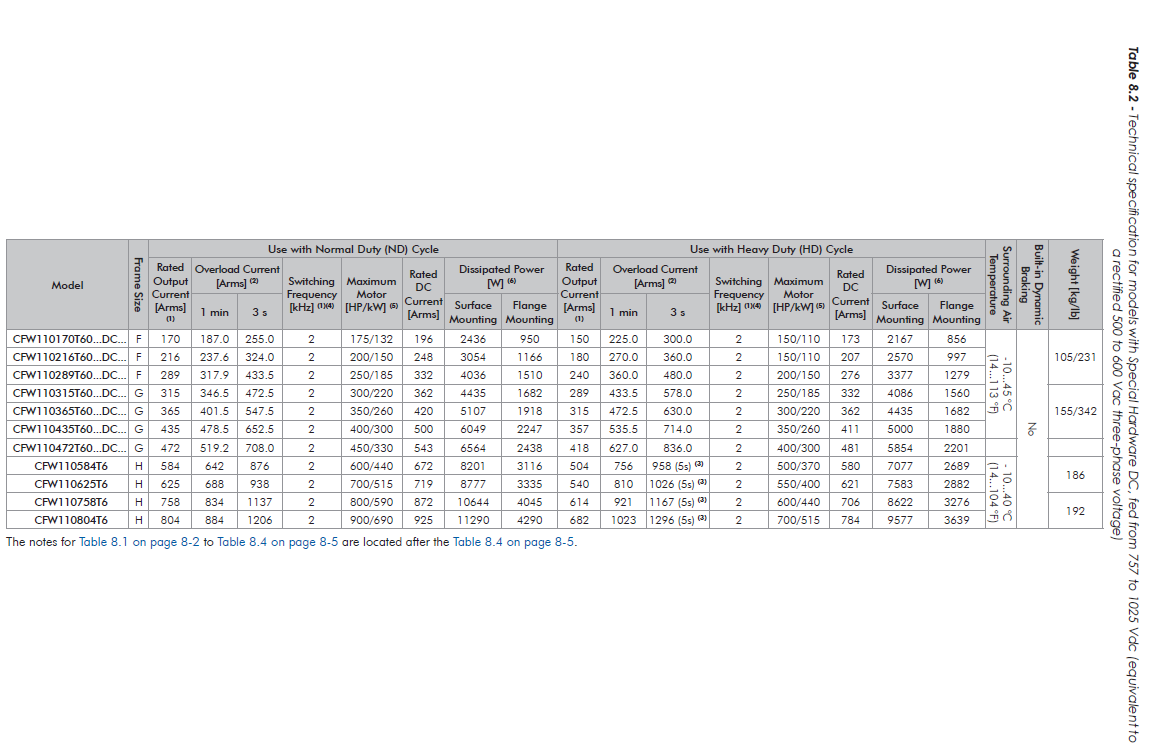 Table 8.2 - Technical specification for models with Special Hardware DC, fed from 757 to 1025 Vdc (equivalent to
a rectified 500 to 600 Vac three-phase voltage)
Model Frame Size Use with Normal Duty (ND) Cycle Use with Heavy Duty (HD) Cycle Surrounding Air Temperature Built-in Dynamic Braking Weight [kg/lb]
Rated Output Current [Arms] (1) Overload Current [Arms] (2) Switching Frequency [kHz] (1)(4) Maximum Motor [HP/kW] (5) Rated DC Current [Arms] Dissipated Power [W] (6) Rated Output Current [Arms] (1) Overload Current [Arms] (2) Switching Frequency [kHz] (1)(4) Maximum Motor [HP/kW] (5) Rated DC Current [Arms] Dissipated Power [W] (6)
1 min 3 s Surface Mounting Flange Mounting 1 min 3 s Surface Mounting Flange Mounting
CFW110170T60...DC... F 170 187.0 255.0 2 175/132 196 2436 950 150 225.0 300.0 2 150/110 173 2167 856 -10...45 °C (14...113 °F) No 105/231
CFW110216T60...DC... F 216 237.6 324.0 2 200/150 248 3054 1166 180 270.0 360.0 2 150/110 207 2570 997
CFW110289T60...DC... F 289 317.9 433.5 2 250/185 332 4036 1510 240 360.0 480.0 2 200/150 276 3377 1279
CFW110315T60...DC... G 315 346.5 472.5 2 300/220 362 4435 1682 289 433.5 578.0 2 250/185 332 4086 1560 155/342
CFW110365T60...DC... G 365 401.5 547.5 2 350/260 420 5107 1918 315 472.5 630.0 2 300/220 362 4435 1682
CFW110435T60...DC... G 435 478.5 652.5 2 400/300 500 6049 2247 357 535.5 714.0 2 350/260 411 5000 1880
CFW110472T60...DC... G 472 519.2 708.0 2 450/330 543 6564 2438 418 627.0 836.0 2 400/300 481 5854 2201
CFW110584T6 H 584 642 876 2 600/440 672 8201 3116 504 756 958 (5s) (3) 2 500/370 580 7077 2689 - 10...40 °C (14...104 °F) 186
CFW110625T6 H 625 688 938 2 700/515 719 8777 3335 540 810 1026 (5s) (3) 2 550/400 621 7583 2882
CFW110758T6 H 758 834 1137 2 800/590 872 10644 4045 614 921 1167 (5s) (3) 2 600/440 706 8622 3276 192
CFW110804T6 H 804 884 1206 2 900/690 925 11290 4290 682 1023 1296 (5s) (3) 2 700/515 784 9577 3639
The notes for Table 8.1 on page 8-2 to Table 8.4 on page 8-5 are located after the Table 8.4 on page 8-5.